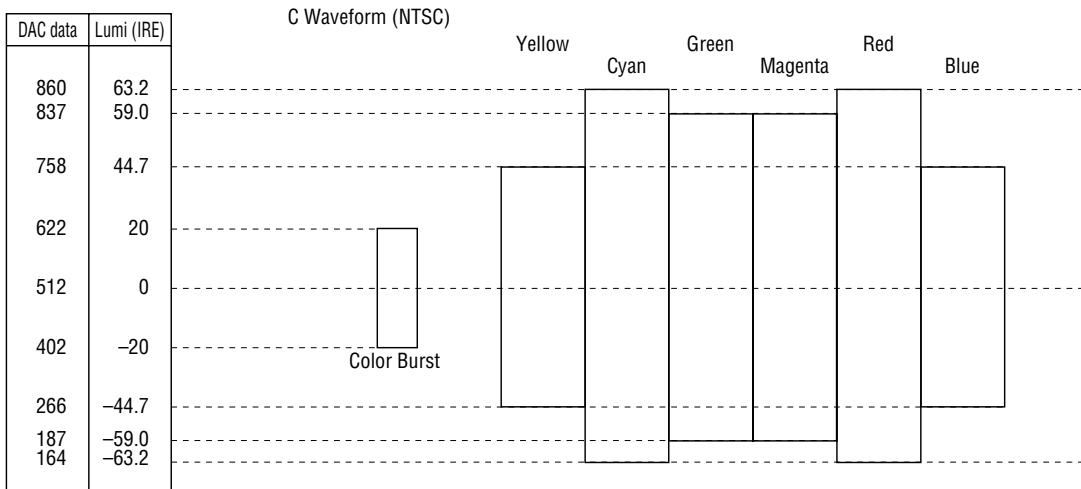 C Waveform (NTSC)
DAC data Lumi (IRE)
Yellow Green Red
Cyan Magenta Blue
860 63.2
837 59.0
758 44.7
622 20
512 0
402 –20
Color Burst
266 –44.7
187 –59.0
164 –63.2